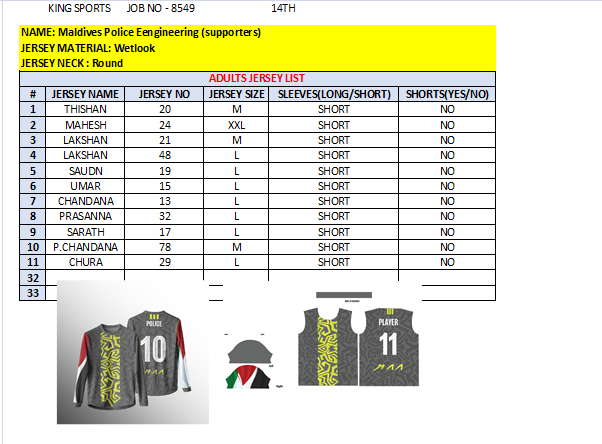 KING SPORTS JOB NO - 8549 14TH
NAME: Maldives Police Eengineering (supporters)
JERSEY MATERIAL: Wetlook
JERSEY NECK : Round
ADULTS JERSEY LIST
# JERSEY NAME JERSEY NO JERSEY SIZE SLEEVES(LONG/SHORT) SHORTS(YES/NO)
1 THISHAN 20 M SHORT NO
2 MAHESH 24 XXL SHORT NO
3 LAKSHAN 21 M SHORT NO
4 LAKSHAN 48 L SHORT NO
5 SAUDN 19 L SHORT NO
6 UMAR 15 L SHORT NO
7 CHANDANA 13 L SHORT NO
8 PRASANNA 32 L SHORT NO
9 SARATH 17 L SHORT NO
10 P.CHANDANA 78 M SHORT NO
11 CHURA 29 L SHORT NO
32
33
POLICE
10
PLAYER
11